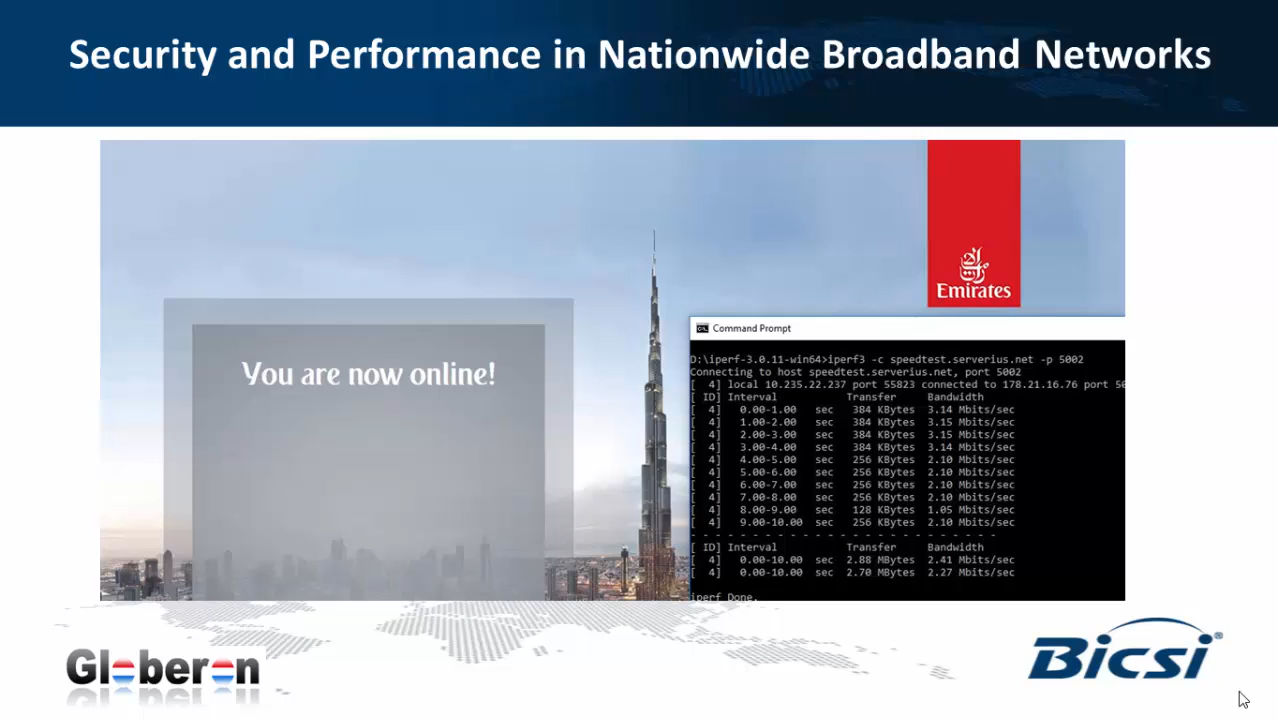 Security and Performance in Nationwide Broadband Networks
Emirates
You are now online!
Command Prompt
D:\iperf-3.0.11-win64>iperf3 -c speedtest.serverius.net -p 5002
Connecting to host speedtest.serverius.net, port 5002
[  4] local 10.235.22.237 port 55823 connected to 178.21.16.76 port
[ ID] Interval           Transfer     Bandwidth
[  4]   0.00-1.00   sec   384 KBytes  3.14 Mbits/sec
[  4]   1.00-2.00   sec   384 KBytes  3.15 Mbits/sec
[  4]   2.00-3.00   sec   384 KBytes  3.15 Mbits/sec
[  4]   3.00-4.00   sec   384 KBytes  3.14 Mbits/sec
[  4]   4.00-5.00   sec   256 KBytes  2.10 Mbits/sec
[  4]   5.00-6.00   sec   256 KBytes  2.10 Mbits/sec
[  4]   6.00-7.00   sec   256 KBytes  2.10 Mbits/sec
[  4]   7.00-8.00   sec   256 KBytes  2.10 Mbits/sec
[  4]   8.00-9.00   sec   128 KBytes  1.05 Mbits/sec
[  4]   9.00-10.00  sec   256 KBytes  2.10 Mbits/sec
- - - - - - - - - - - - - - - - - - - - - - - - -
[ ID] Interval           Transfer     Bandwidth
[  4]   0.00-10.00  sec  2.88 MBytes  2.41 Mbits/sec
[  4]   0.00-10.00  sec  2.70 MBytes  2.27 Mbits/sec
iperf Done.
Globeron
Bicsi®